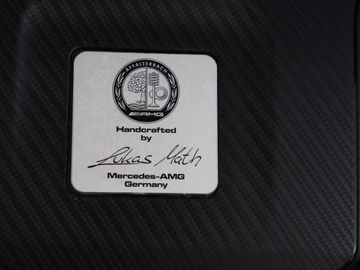 AFFALTERBACH
AMG
Handcrafted
by
Lukas Math
Mercedes-AMG
Germany